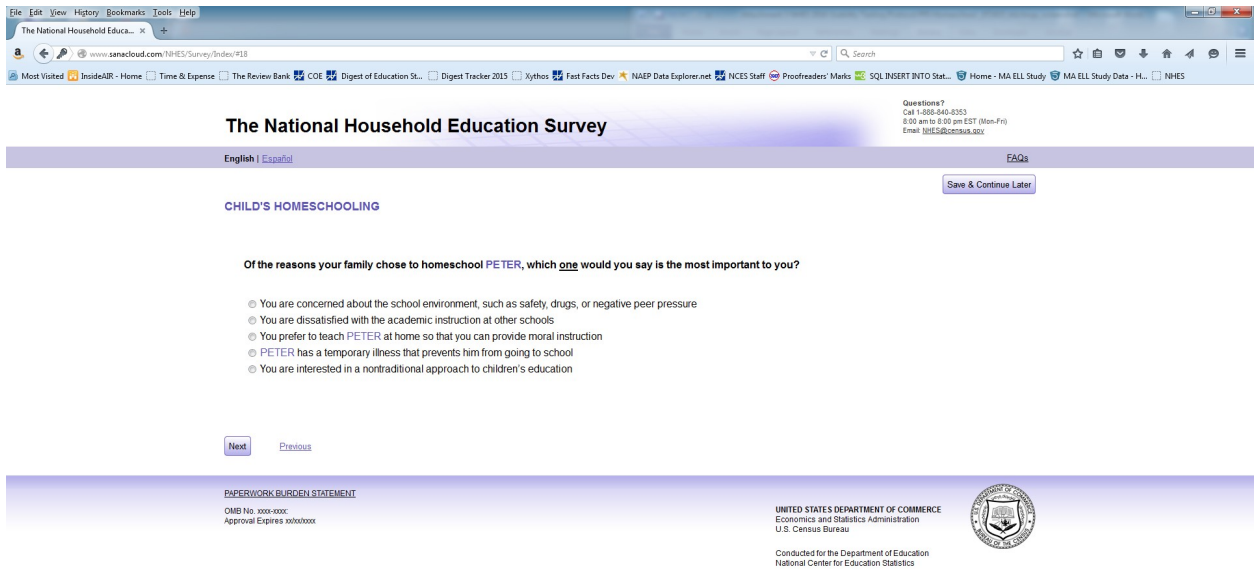 File Edit View History Bookmarks Tools Help
The National Household Educa... × +
www.sanacloud.com/NHES/Survey/Index/#18
Search
Most Visited InsideAIR - Home Time & Expense The Review Bank COE Digest of Education St... Digest Tracker 2015 Xythos Fast Facts Dev NAEP Data Explorer.net NCES Staff Proofreaders' Marks SQL INSERT INTO Stat... Home - MA ELL Study MA ELL Study Data - H... NHES
Questions?
Call 1-888-840-8353
8:00 am to 8:00 pm EST (Mon-Fri)
Email: NHES@census.gov
The National Household Education Survey
English | Español
FAQs
Save & Continue Later
CHILD'S HOMESCHOOLING
Of the reasons your family chose to homeschool PETER, which one would you say is the most important to you?
You are concerned about the school environment, such as safety, drugs, or negative peer pressure
You are dissatisfied with the academic instruction at other schools
You prefer to teach PETER at home so that you can provide moral instruction
PETER has a temporary illness that prevents him from going to school
You are interested in a nontraditional approach to children's education
Next Previous
PAPERWORK BURDEN STATEMENT
OMB No. xxxx-xxxx:
Approval Expires xx/xx/xxxx
UNITED STATES DEPARTMENT OF COMMERCE
Economics and Statistics Administration
U.S. Census Bureau
Conducted for the Department of Education
National Center for Education Statistics